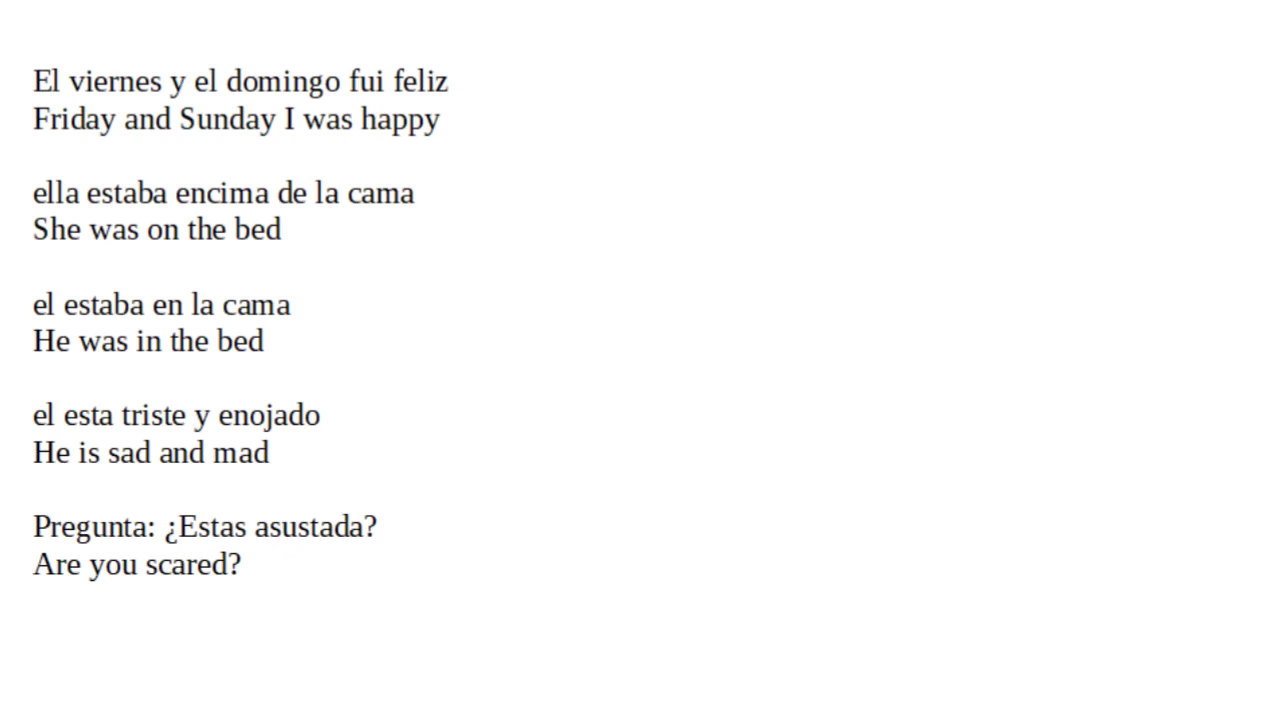 El viernes y el domingo fui feliz
Friday and Sunday I was happy
ella estaba encima de la cama
She was on the bed
el estaba en la cama
He was in the bed
el esta triste y enojado
He is sad and mad
Pregunta: ¿Estas asustada?
Are you scared?